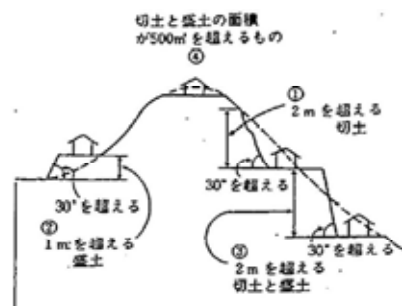 切土と盛土の面積
が500㎡を超えるもの
④
①
2mを超える
切土
30°を超える
30°を超える
②
1mを超える
盛土
③
2mを超える
切土と盛土
30°を超える